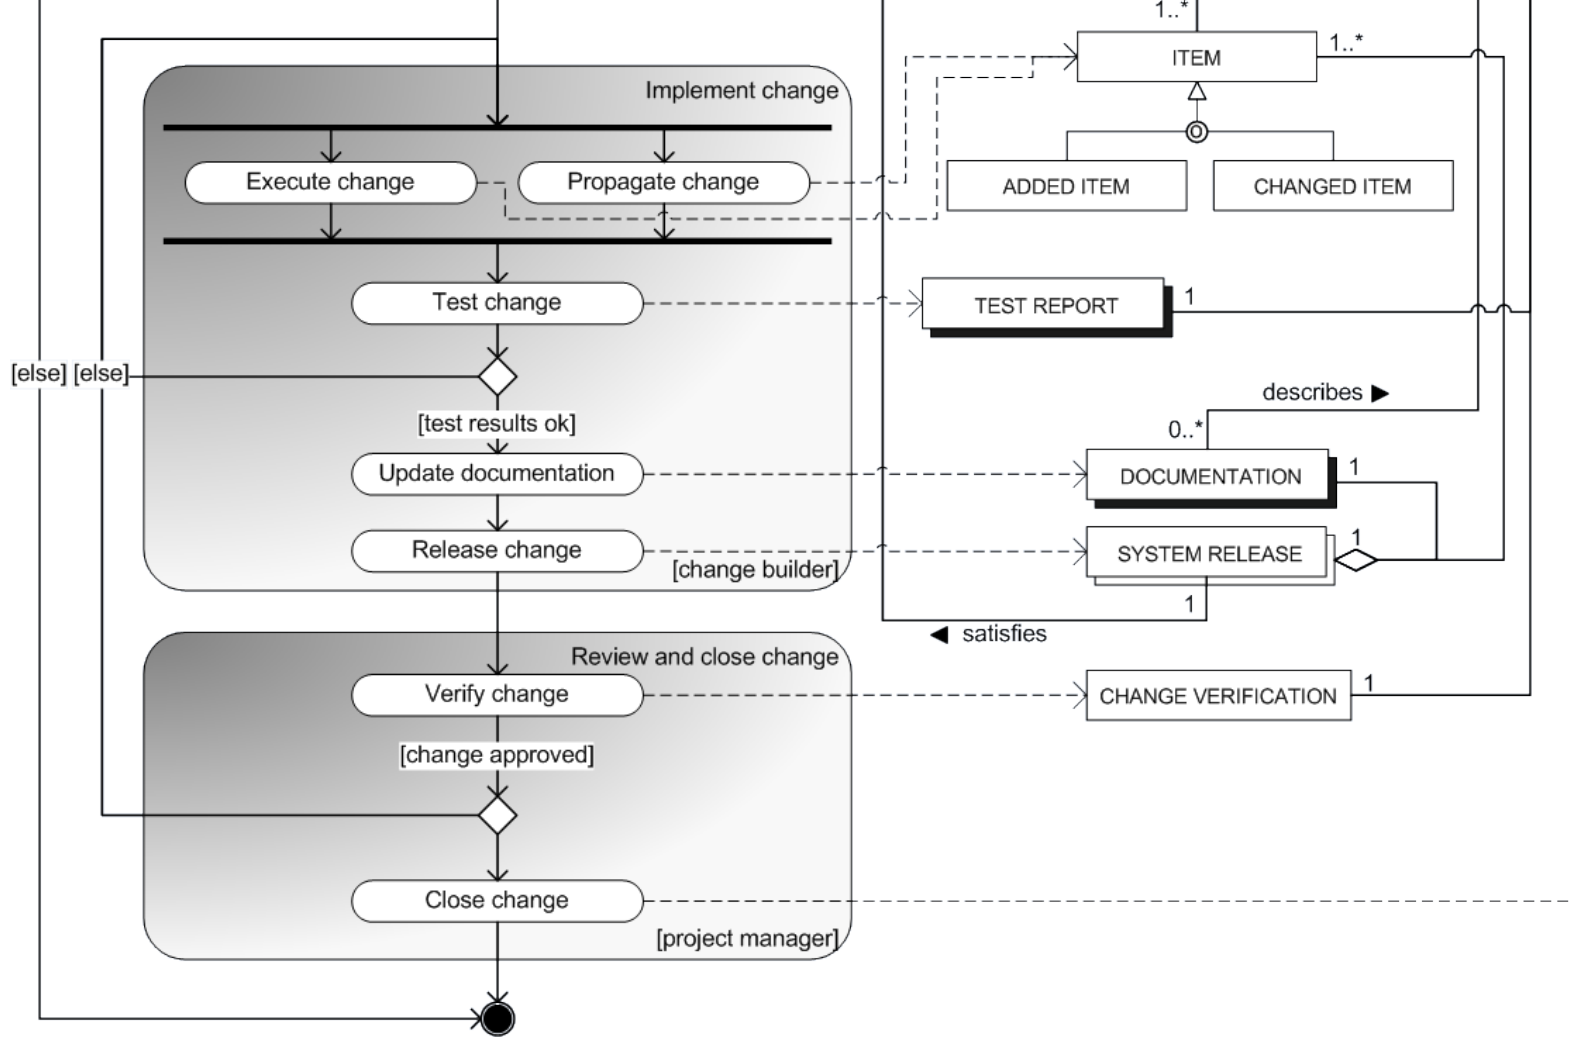 1..*
ITEM
1..*
Implement change
Execute change
Propagate change
ADDED ITEM
CHANGED ITEM
Test change
TEST REPORT
1
[else] [else]
describes ►
[test results ok]
0..*
Update documentation
DOCUMENTATION
1
Release change
[change builder]
SYSTEM RELEASE
1
1
◄ satisfies
Review and close change
Verify change
CHANGE VERIFICATION
1
[change approved]
Close change
[project manager]
O